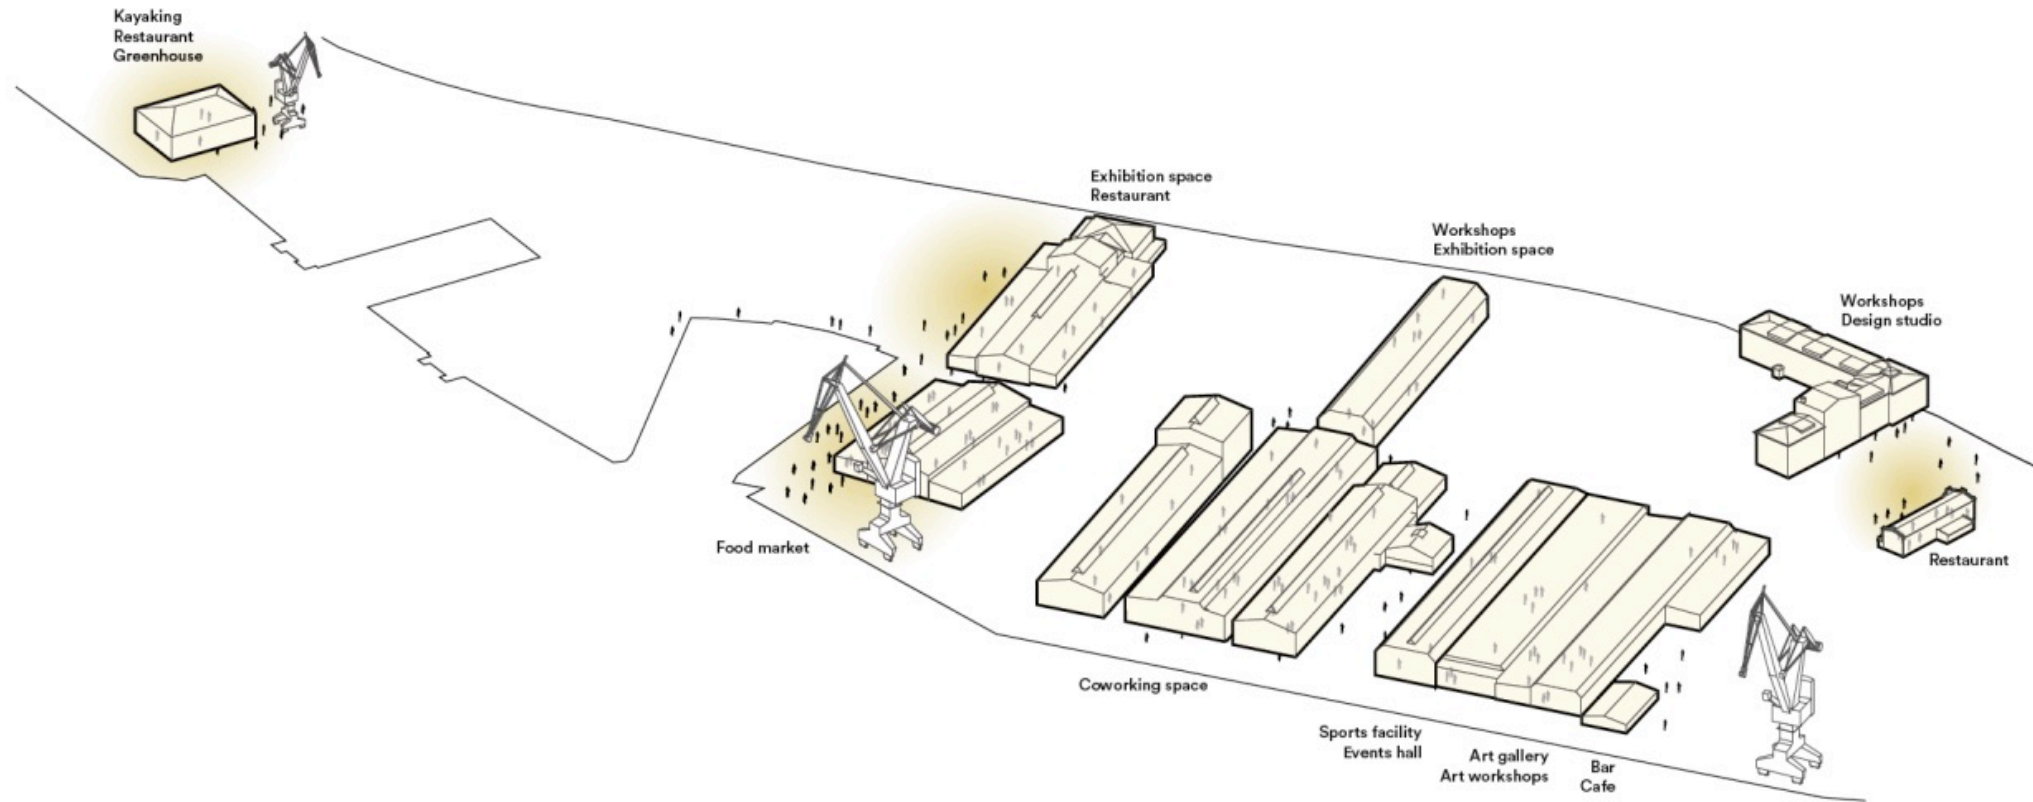 Kayaking
Restaurant
Greenhouse
Exhibition space
Restaurant
Workshops
Exhibition space
Workshops
Design studio
Food market
Restaurant
Coworking space
Sports facility
Events hall
Art gallery
Art workshops
Bar
Cafe